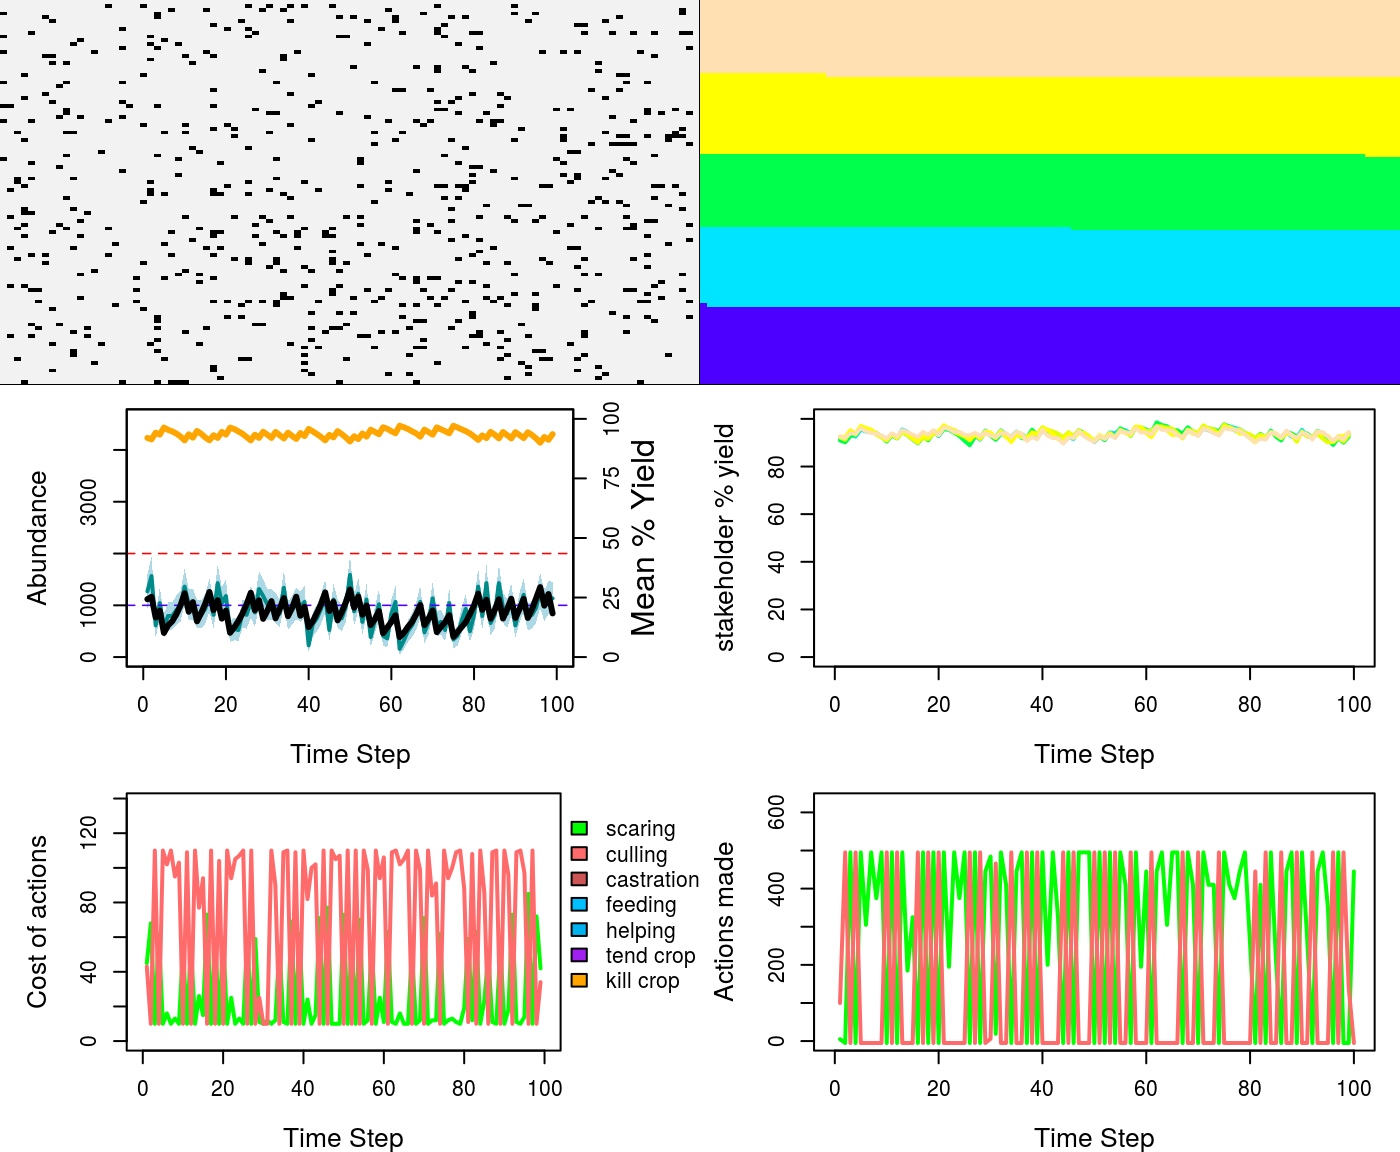 Abundance
0
1000
3000
0
25
50
75
100
Mean % Yield
0
20
40
60
80
100
Time Step
stakeholder % yield
0
20
40
60
80
0
20
40
60
80
100
Time Step
Cost of actions
0
40
80
120
0
20
40
60
80
100
Time Step
scaring
culling
castration
feeding
helping
tend crop
kill crop
Actions made
0
200
400
600
0
20
40
60
80
100
Time Step